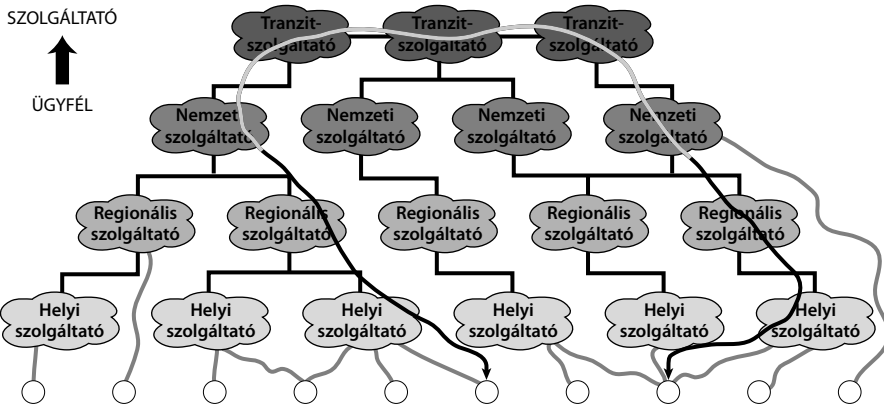 SZOLGÁLTATÓ
ÜGYFÉL
Tranzit-
szolgáltató
Tranzit-
szolgáltató
Tranzit-
szolgáltató
Nemzeti
szolgáltató
Nemzeti
szolgáltató
Nemzeti
szolgáltató
Nemzeti
szolgáltató
Regionális
szolgáltató
Regionális
szolgáltató
Regionális
szolgáltató
Regionális
szolgáltató
Regionális
szolgáltató
Helyi
szolgáltató
Helyi
szolgáltató
Helyi
szolgáltató
Helyi
szolgáltató
Helyi
szolgáltató
Helyi
szolgáltató